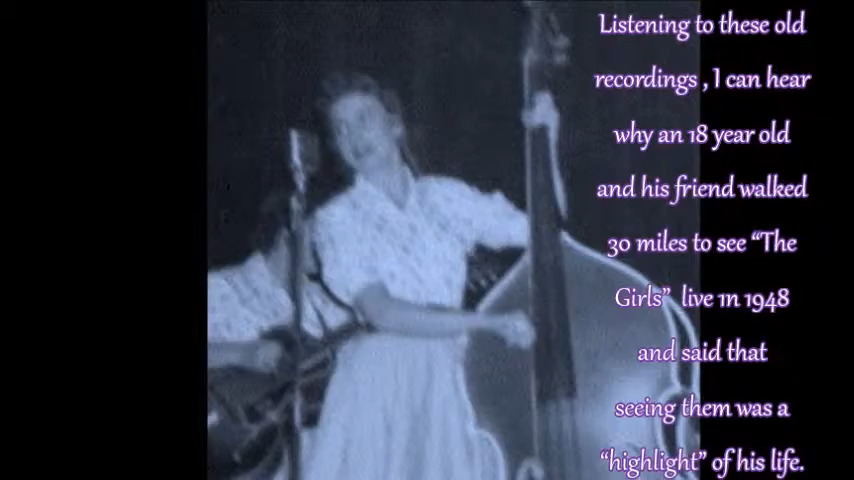 Listening to these old
recordings , I can hear
why an 18 year old
and his friend walked
30 miles to see “The
Girls”  live in 1948
and said that
seeing them was a
“highlight” of his life.